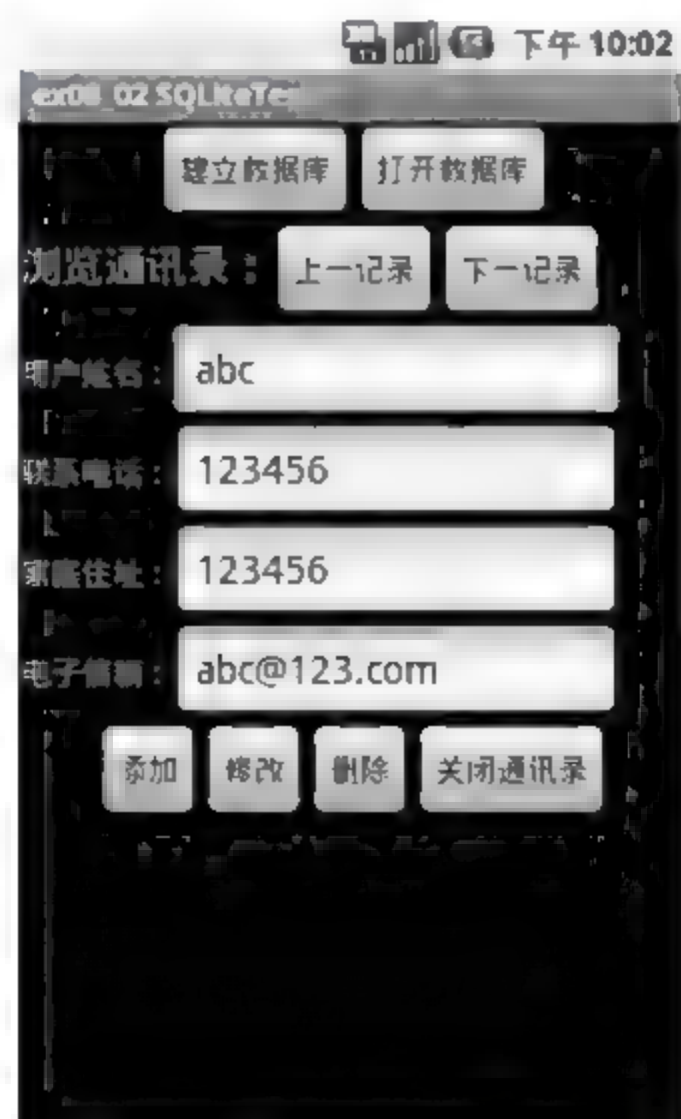 下午 10:02
ex08_02 SQLiteTest
建立数据库 打开数据库
浏览通讯录： 上一记录 下一记录
用户姓名： abc
联系电话： 123456
家庭住址： 123456
电子信箱： abc@123.com
添加 修改 删除 关闭通讯录